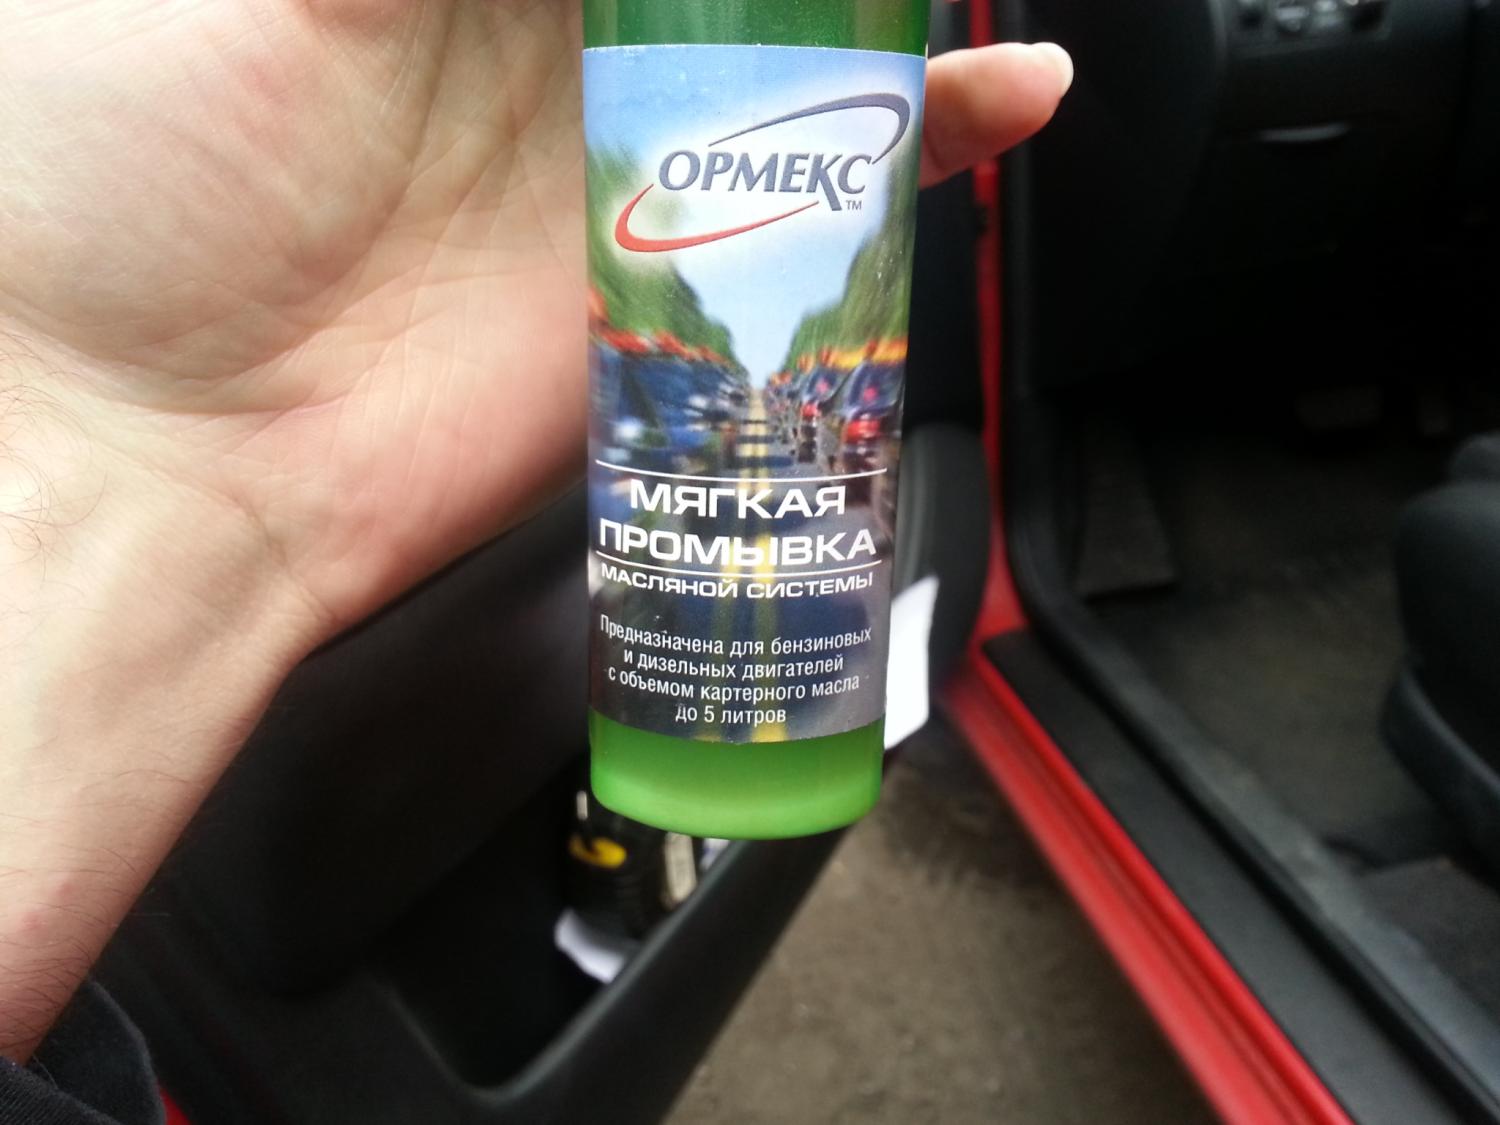 ОРМЕКС
TM
МЯГКАЯ
ПРОМЫВКА
МАСЛЯНОЙ СИСТЕМЫ
Предназначена для бензиновых
и дизельных двигателей
с объемом картерного масла
до 5 литров